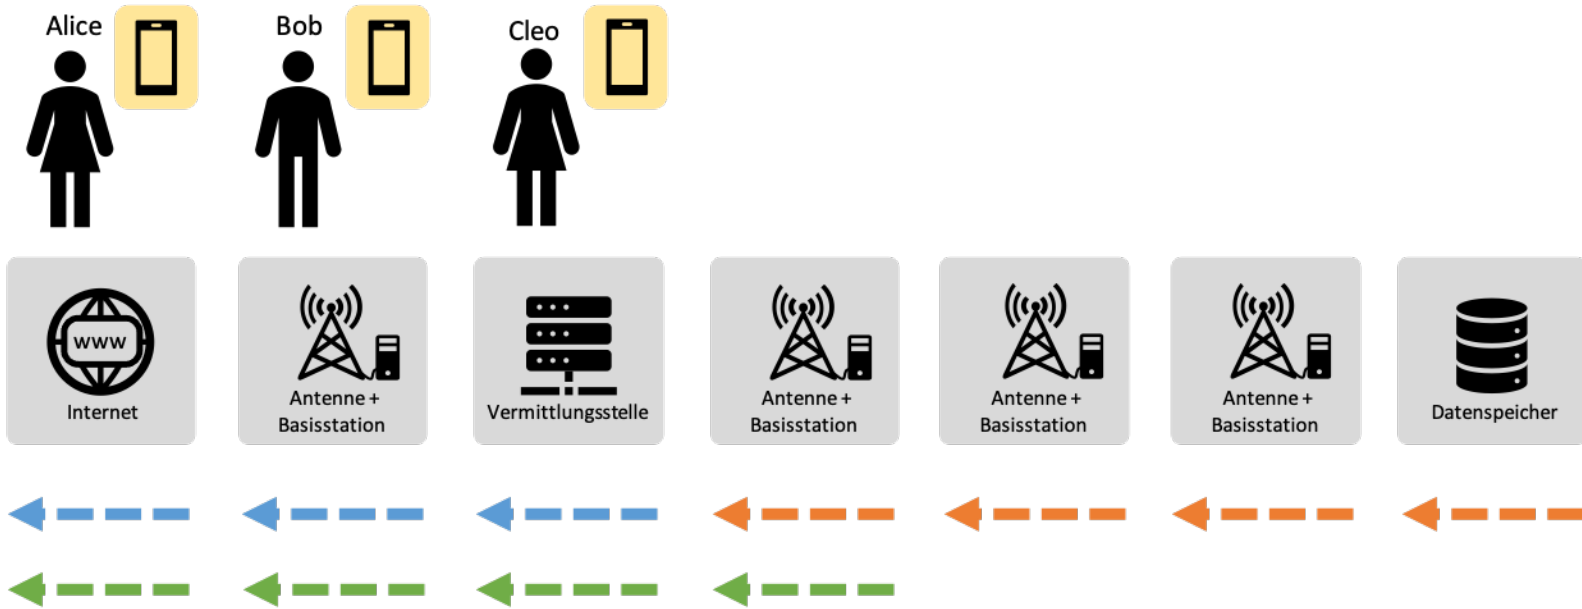 Alice
Bob
Cleo
www
Internet
Antenne +
Basisstation
Vermittlungsstelle
Antenne +
Basisstation
Antenne +
Basisstation
Antenne +
Basisstation
Datenspeicher